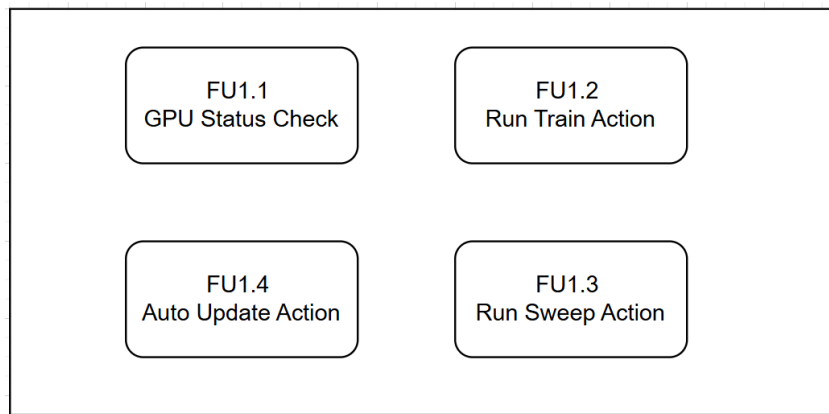 FU1.1
GPU Status Check
FU1.2
Run Train Action
FU1.4
Auto Update Action
FU1.3
Run Sweep Action